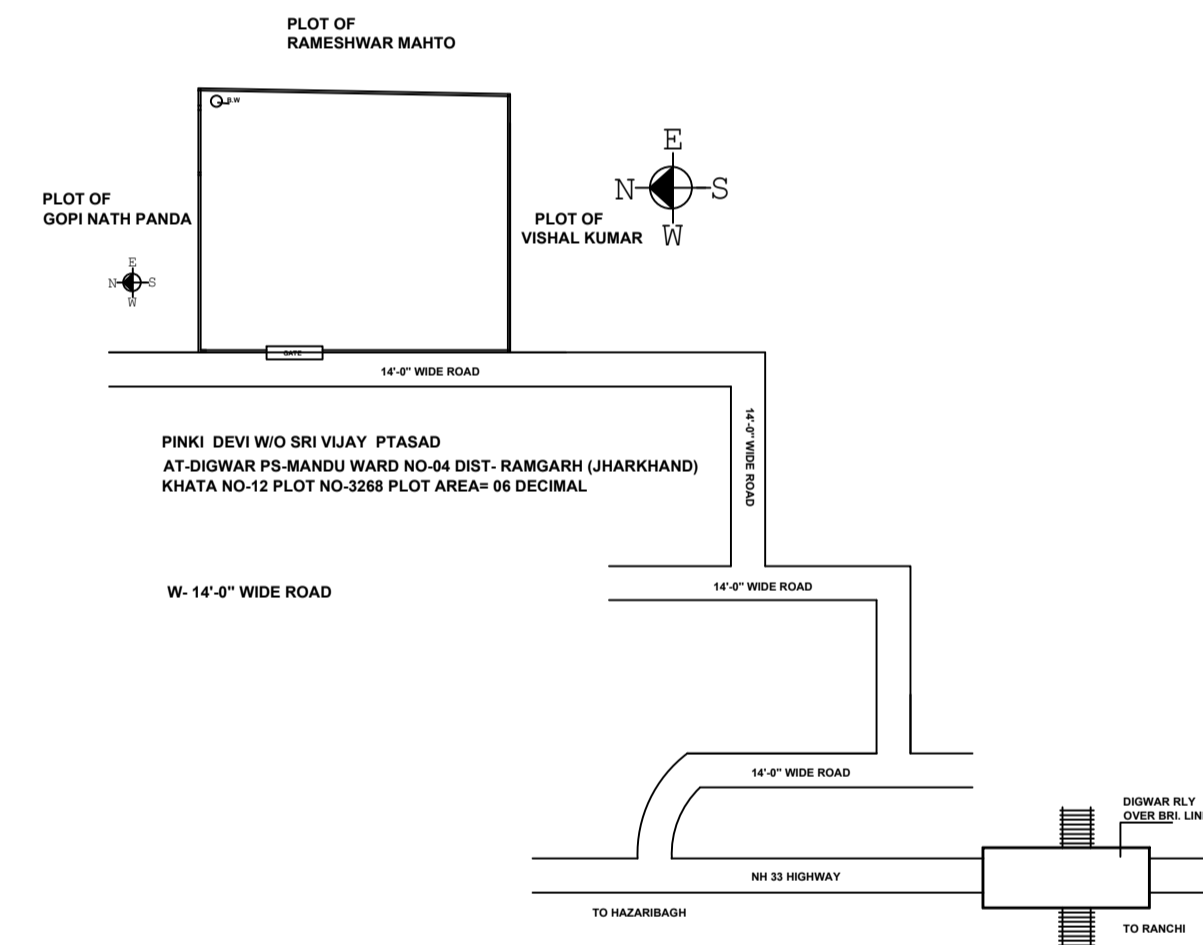 PLOT OF
RAMESHWAR MAHTO
B.W
E
N S
W
PLOT OF
GOPI NATH PANDA
PLOT OF
VISHAL KUMAR
E
N S
W
GATE
14'-0" WIDE ROAD
14'-0" WIDE ROAD
PINKI DEVI W/O SRI VIJAY PTASAD
AT-DIGWAR PS-MANDU WARD NO-04 DIST- RAMGARH (JHARKHAND)
KHATA NO-12 PLOT NO-3268 PLOT AREA= 06 DECIMAL
W- 14'-0" WIDE ROAD
14'-0" WIDE ROAD
14'-0" WIDE ROAD
DIGWAR RLY
OVER BRI. LIN
NH 33 HIGHWAY
TO HAZARIBAGH
TO RANCHI